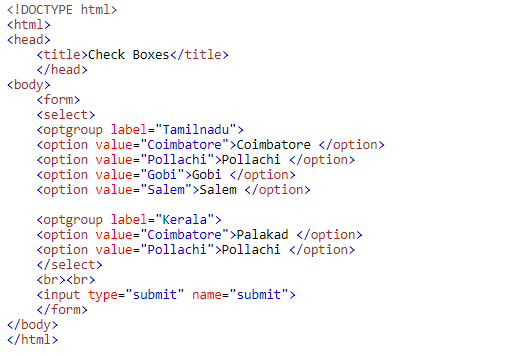 <!DOCTYPE html>
<html>
<head>
    <title>Check Boxes</title>
    </head>
<body>
    <form>
    <select>
    <optgroup label="Tamilnadu">
    <option value="Coimbatore">Coimbatore </option>
    <option value="Pollachi">Pollachi </option>
    <option value="Gobi">Gobi </option>
    <option value="Salem">Salem </option>

    <optgroup label="Kerala">
    <option value="Coimbatore">Palakad </option>
    <option value="Pollachi">Pollachi </option>
    </select>
    <br><br>
    <input type="submit" name="submit">
    </form>
</body>
</html>